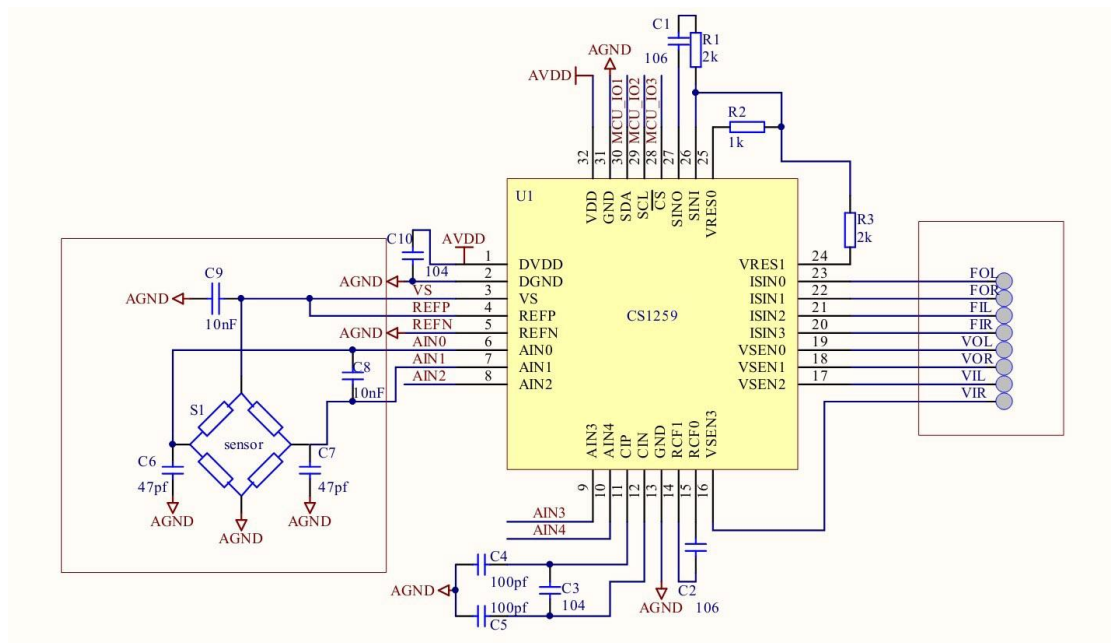 C1
106
R1
2k
AGND
AVDD
MCU_IO1
MCU_IO2
MCU_IO3
R2
1k
32
31
30
29
28
27
26
25
U1
VDD
GND
SDA
SCL
CS
SINO
SINI
VRES0
R3
2k
C10
104
AVDD
1
DVDD
VRES1
24
AGND
2
DGND
ISIN0
23
FOL
C9
10nF
AGND
VS
3
VS
ISIN1
22
FOR
REFP
4
REFP
CS1259
ISIN2
21
FIL
AGND
REFN
5
REFN
ISIN3
20
FIR
AIN0
6
AIN0
VSEN0
19
VOL
C8
10nF
AIN1
7
AIN1
VSEN1
18
VOR
AIN2
8
AIN2
VSEN2
17
VIL
VIR
S1
sensor
C6
47pf
C7
47pf
AGND
AGND
AGND
AIN3
AIN4
CIP
CIN
GND
RCF1
RCF0
VSEN3
9
10
11
12
13
14
15
16
AIN3
AIN4
C4
100pf
AGND
C3
104
100pf
C5
AGND
C2
106